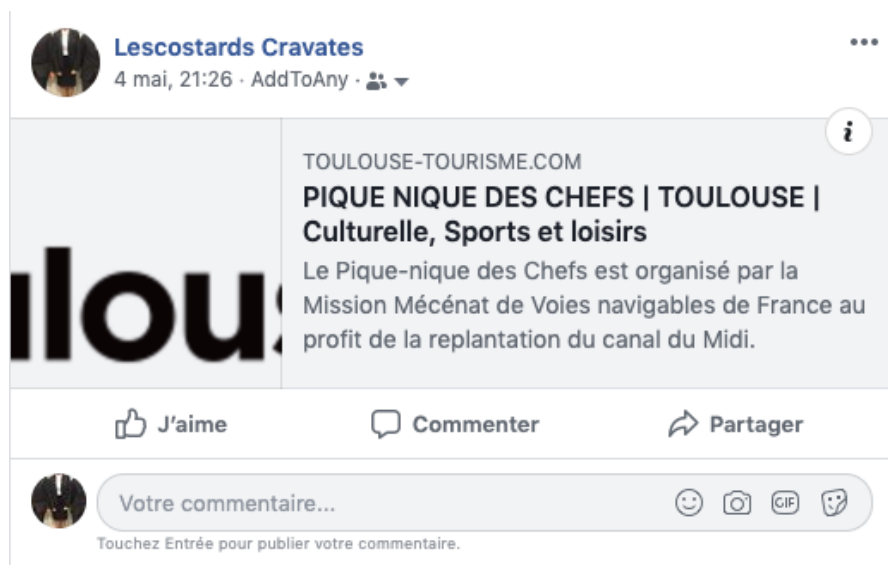 Lescostards Cravates
4 mai, 21:26 · AddToAny ·
i
TOULOUSE-TOURISME.COM
PIQUE NIQUE DES CHEFS | TOULOUSE |
Culturelle, Sports et loisirs
Le Pique-nique des Chefs est organisé par la
Mission Mécénat de Voies navigables de France au
profit de la replantation du canal du Midi.
ulous
J'aime
Commenter
Partager
Votre commentaire...
GIF
Touchez Entrée pour publier votre commentaire.